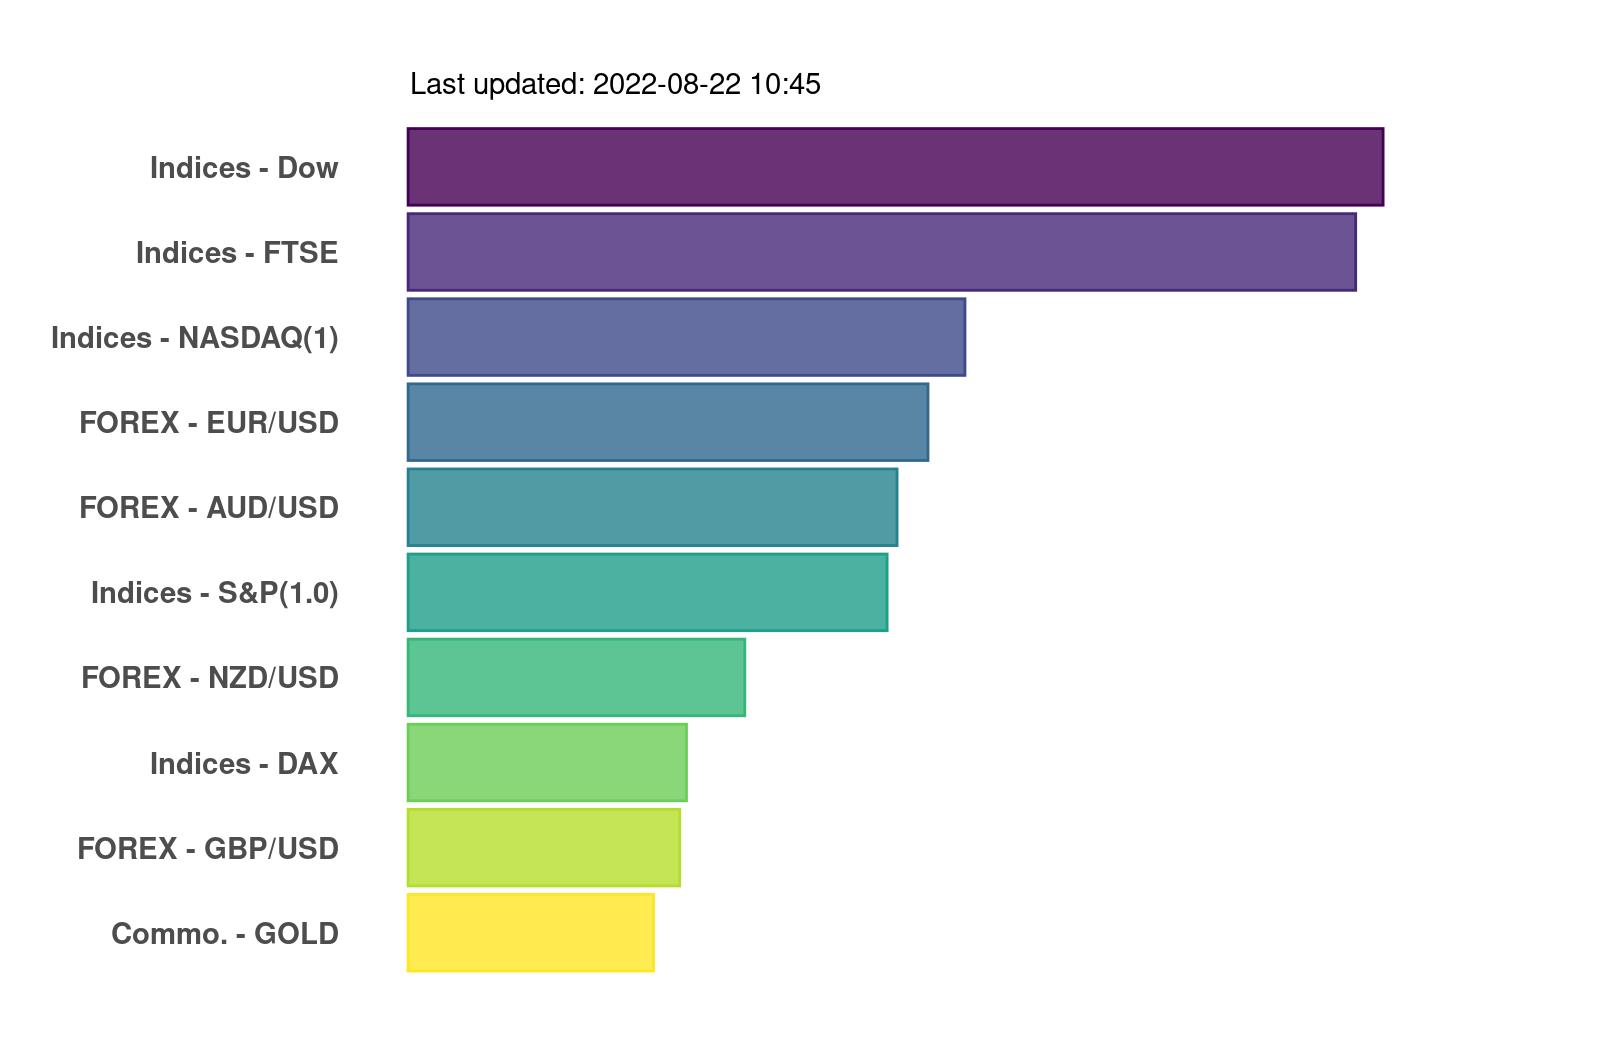 Last updated: 2022-08-22 10:45
Indices - Dow
Indices - FTSE
Indices - NASDAQ(1)
FOREX - EUR/USD
FOREX - AUD/USD
Indices - S&P(1.0)
FOREX - NZD/USD
Indices - DAX
FOREX - GBP/USD
Commo. - GOLD